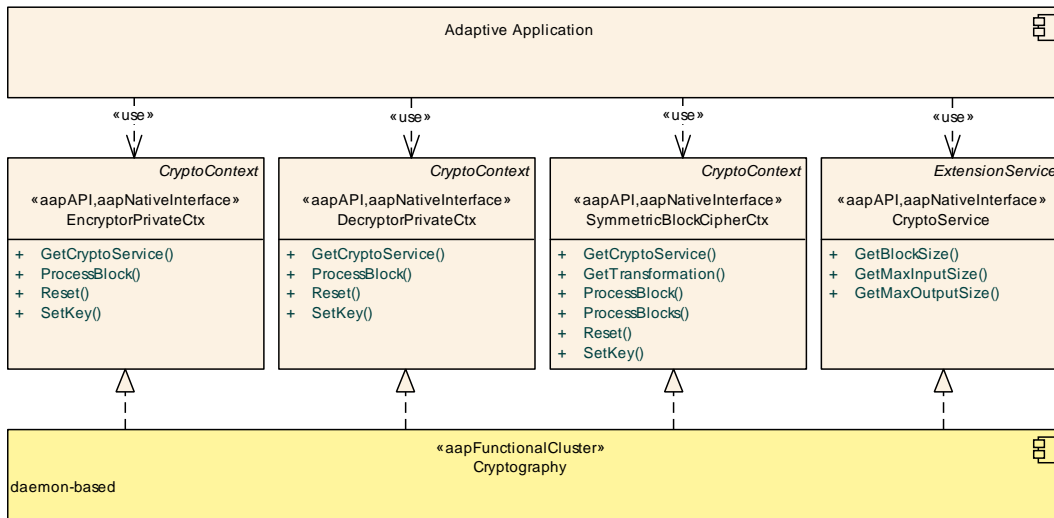 Adaptive Application
«use» «use» «use» «use»
CryptoContext
«aapAPI,aapNativeInterface»
EncryptorPrivateCtx
+ GetCryptoService()
+ ProcessBlock()
+ Reset()
+ SetKey()
CryptoContext
«aapAPI,aapNativeInterface»
DecryptorPrivateCtx
+ GetCryptoService()
+ ProcessBlock()
+ Reset()
+ SetKey()
CryptoContext
«aapAPI,aapNativeInterface»
SymmetricBlockCipherCtx
+ GetCryptoService()
+ GetTransformation()
+ ProcessBlock()
+ ProcessBlocks()
+ Reset()
+ SetKey()
ExtensionService
«aapAPI,aapNativeInterface»
CryptoService
+ GetBlockSize()
+ GetMaxInputSize()
+ GetMaxOutputSize()
«aapFunctionalCluster»
Cryptography
daemon-based